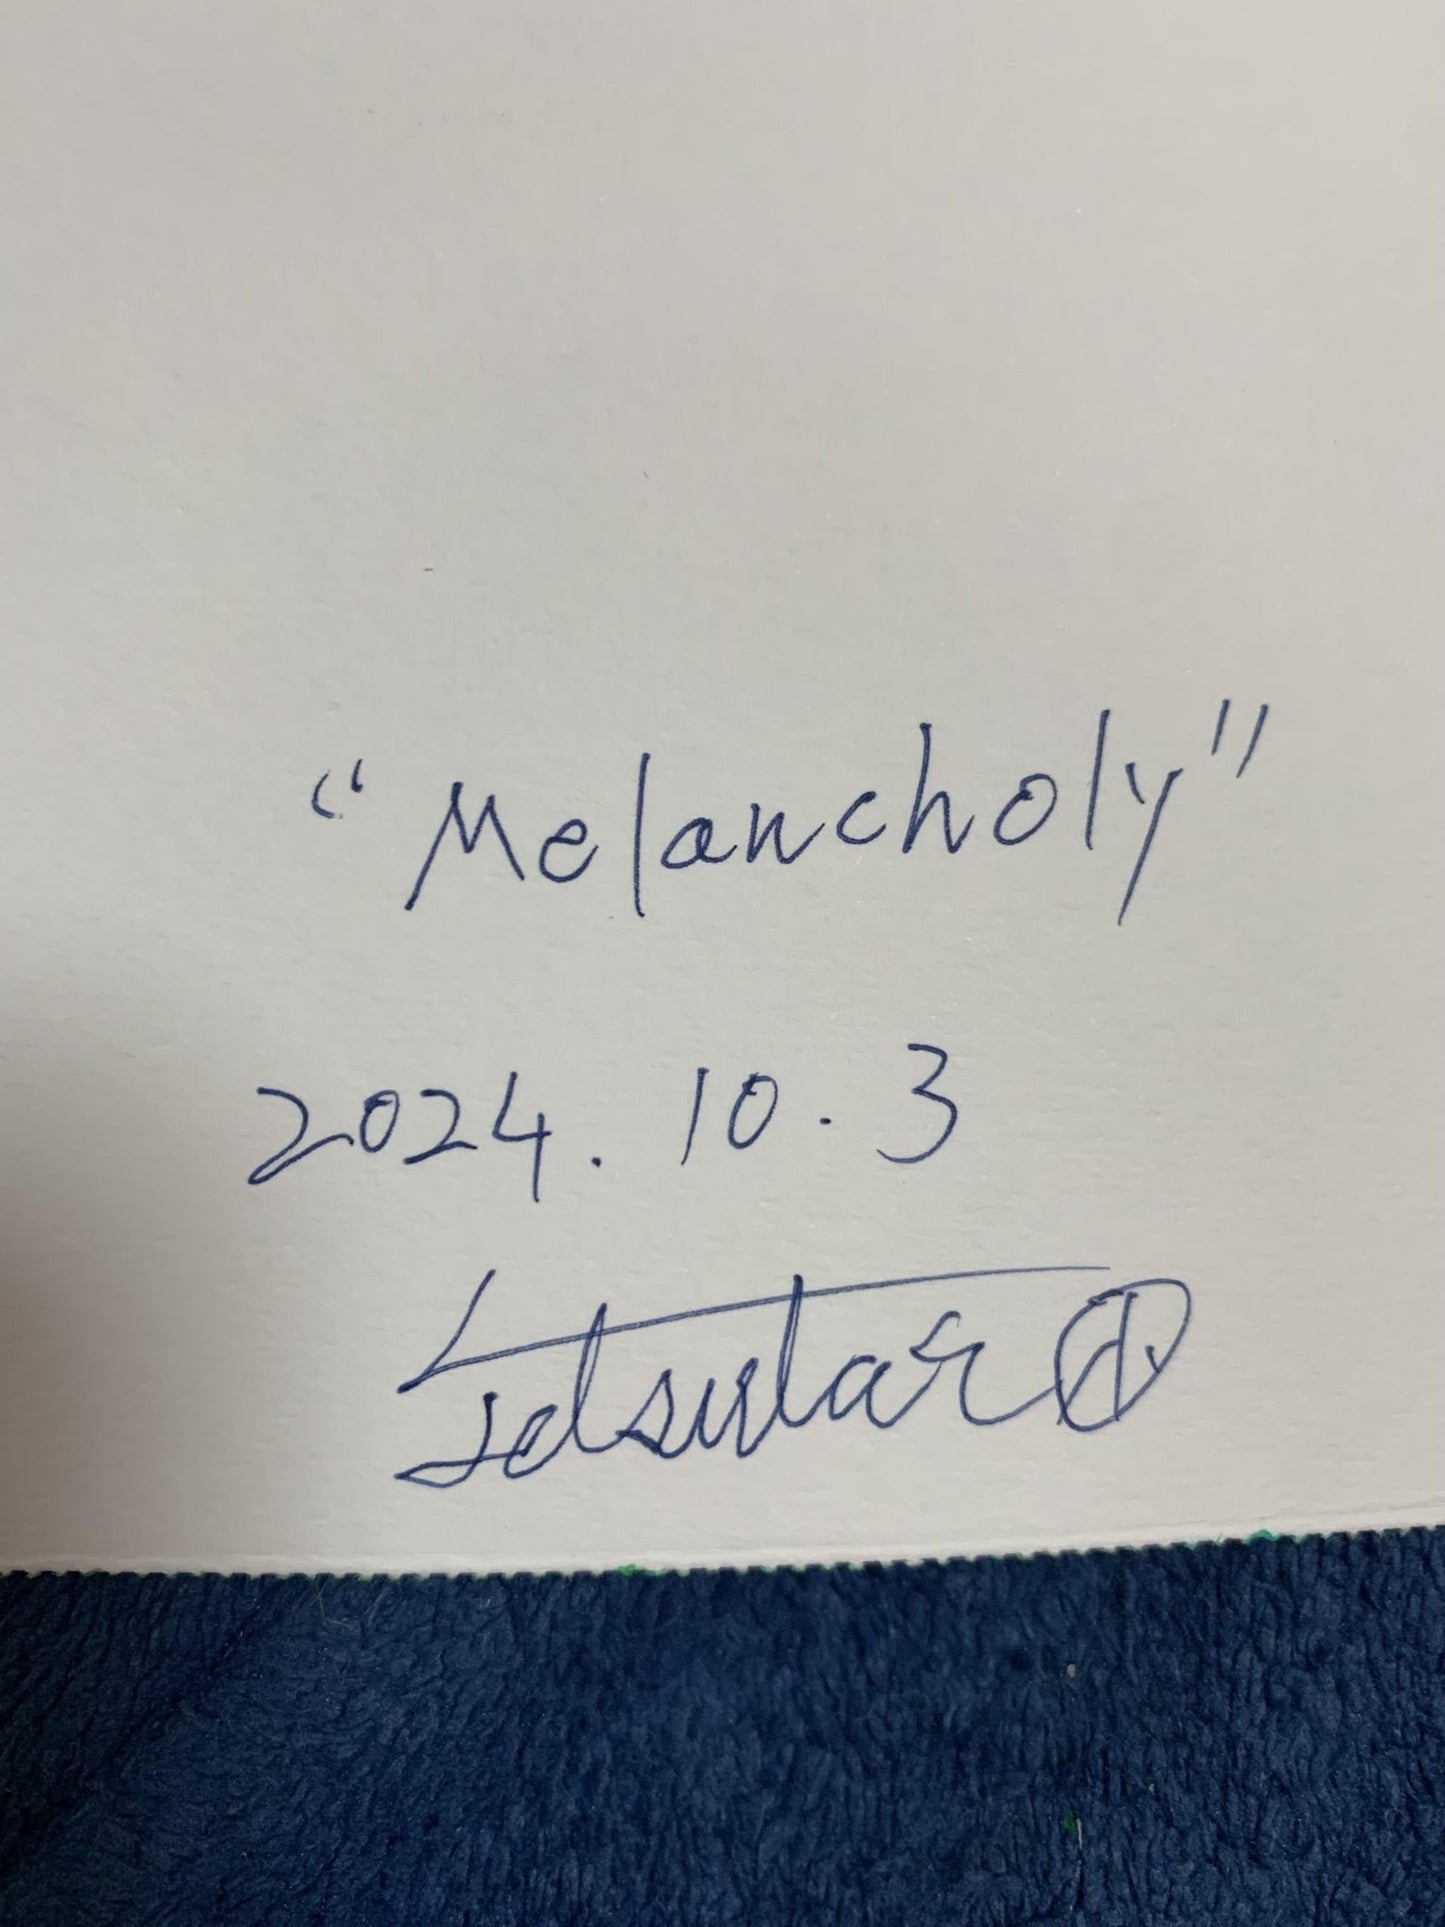 “Melancholy”
2024.10.3
Tetsutaro